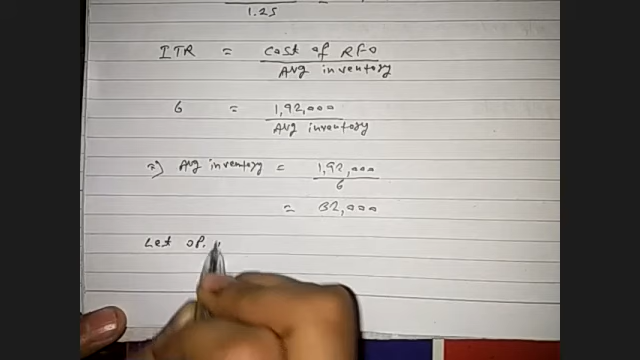 1.25
ITR = Cost of RFO
Avg inventory
6 = 1,92,000
Avg inventory
=> Avg inventory = 1,92,000
6
= 32,000
Let op.